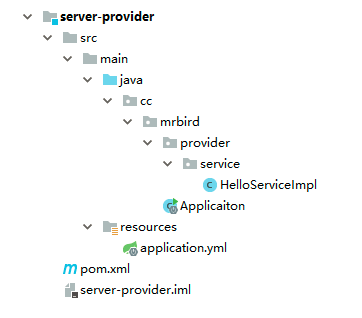 server-provider
src
main
java
cc
mrbird
provider
service
HelloServiceImpl
Applicaiton
resources
application.yml
pom.xml
server-provider.iml